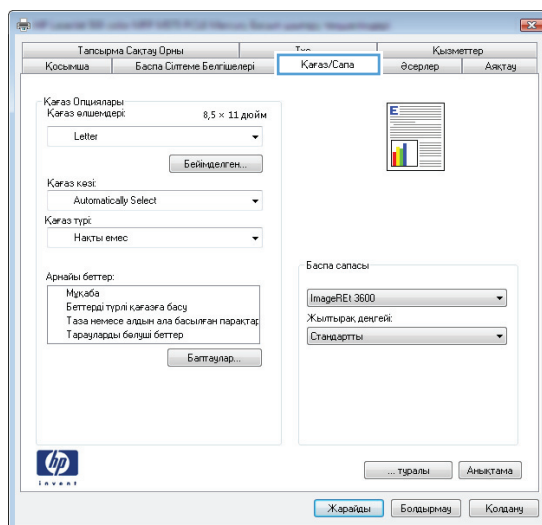 Тапсырма Сақтау Орны
Түс
Қызметтер
Қосымша
Баспа Сілтеме Белгішелері
Қағаз/Сапа
Әсерлер
Аяқтау
Қағаз Опциялары
Қағаз өлшемдері:
8,5 × 11 дюйм
Letter
Бейімделген...
Қағаз көзі:
Automatically Select
Қағаз түрі:
Нақты емес
Арнайы беттер:
Мұқаба
Беттерді түрлі қағазға басу
Таза немесе алдын ала басылған парақтар
Тарауларды бөлуші беттер
Баптаулар...
E
Баспа сапасы
ImageREt 3600
Жылтырақ деңгейі:
Стандартты
hp
invent
... туралы
Анықтама
Жарайды
Болдырмау
Қолдану